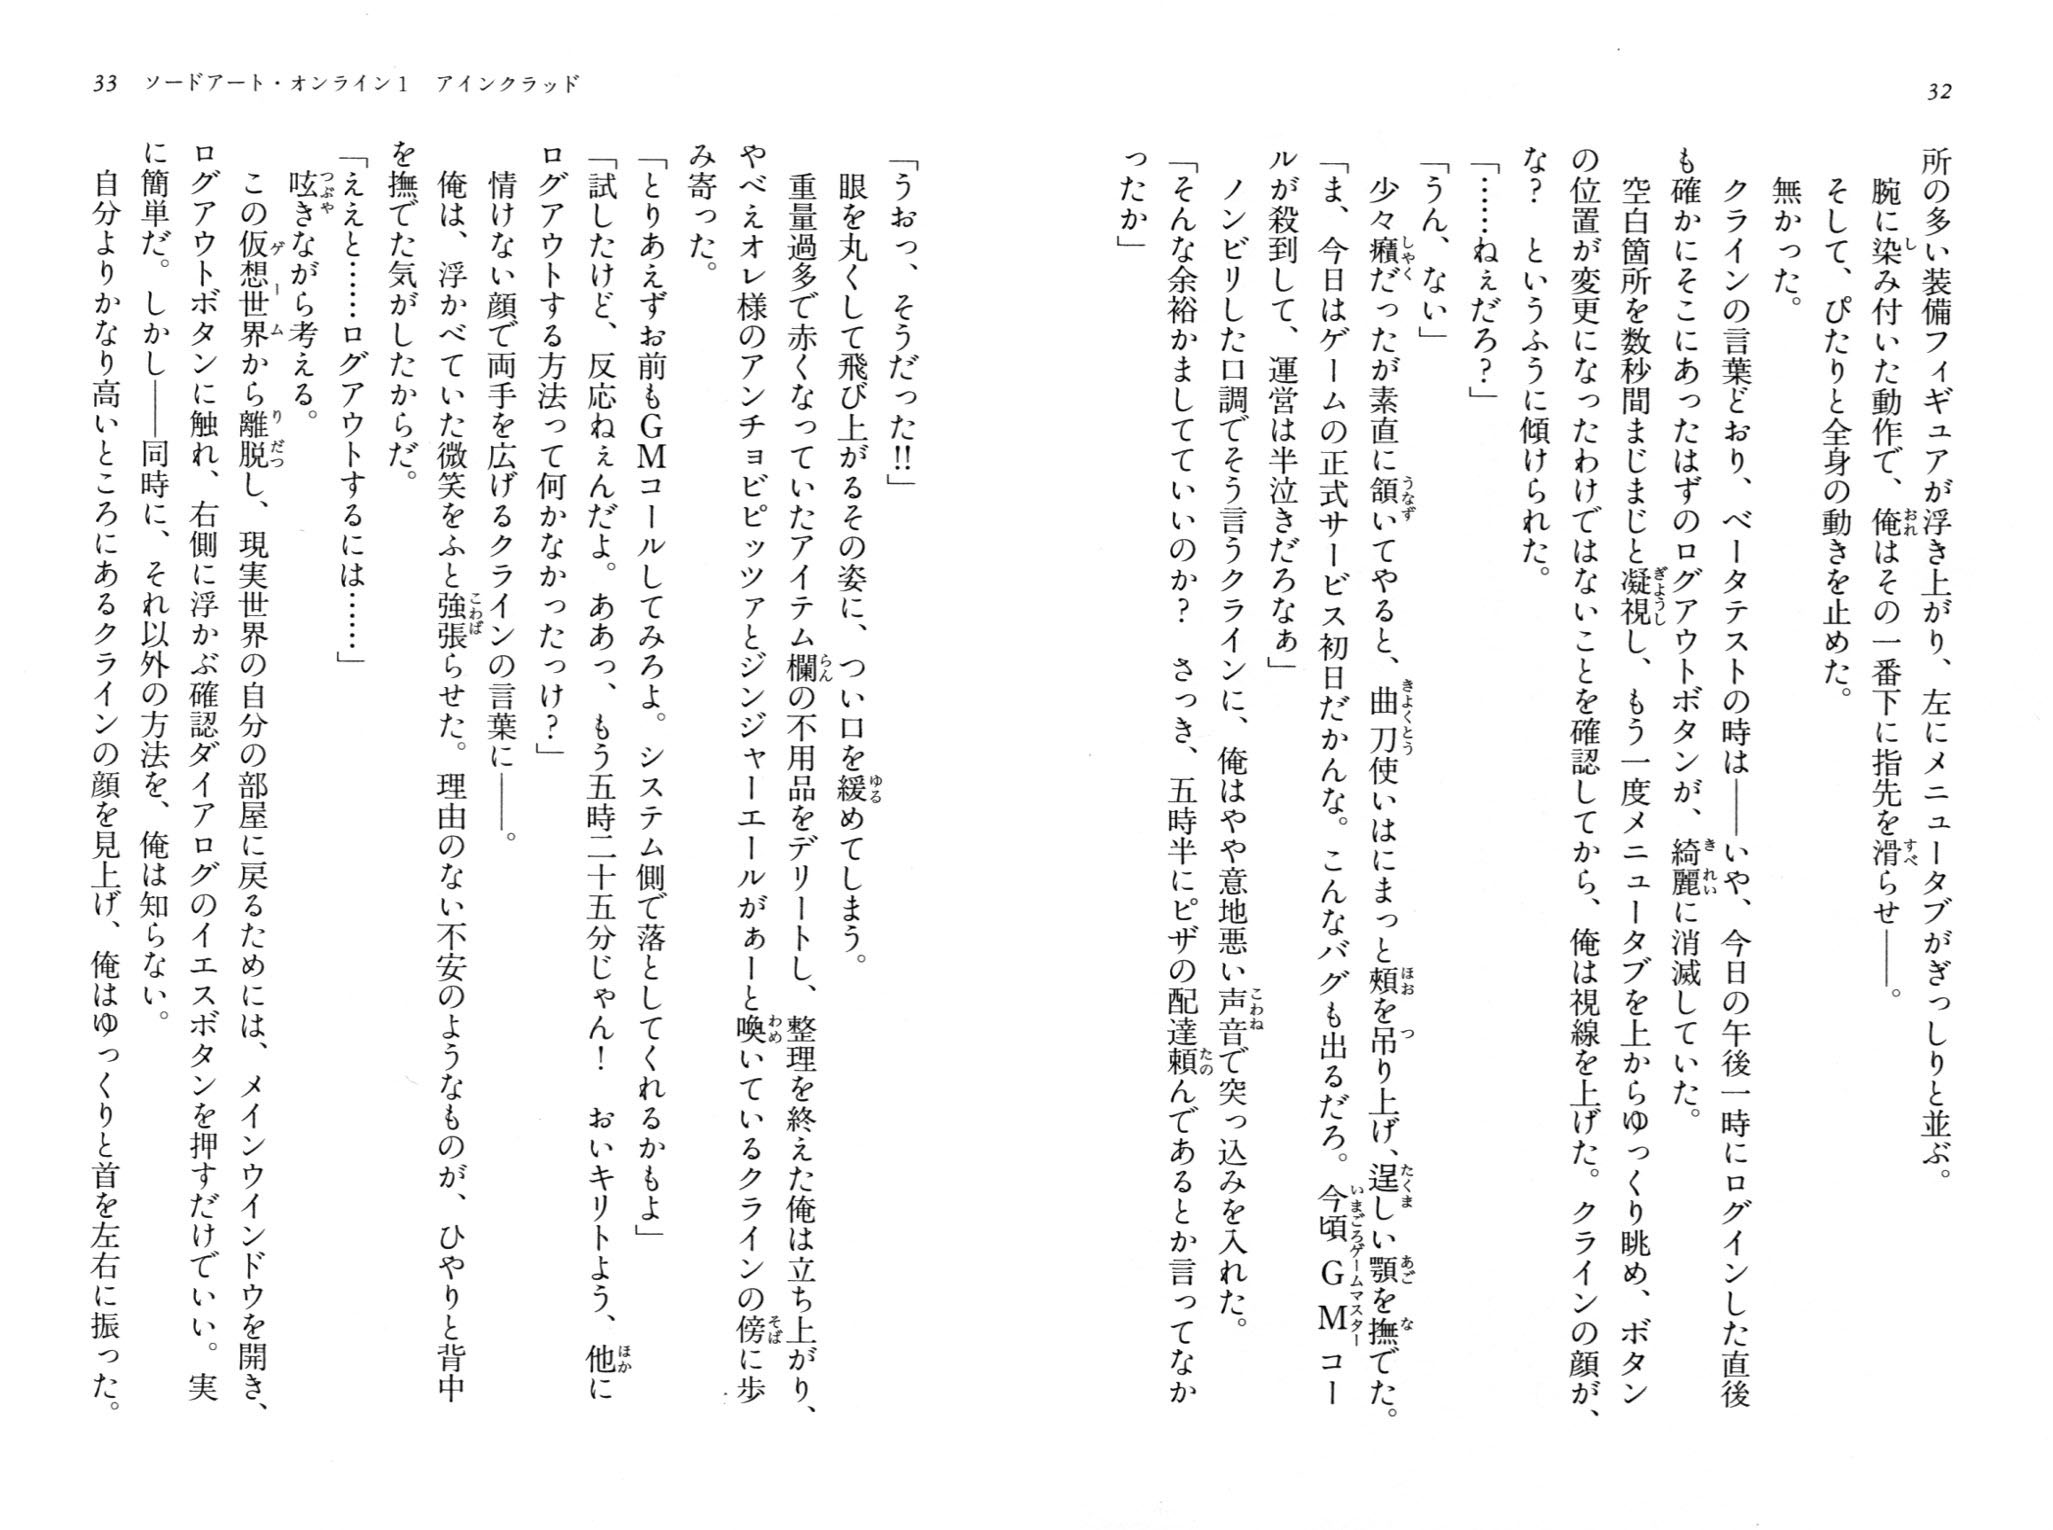 32
所の多い装備フィギュアが浮き上がり、左にメニュータブがぎっしりと並ぶ。
腕に染み付いた動作で、俺はその一番下に指先を滑らせ――。
そして、ぴたりと全身の動きを止めた。
無かった。
クラインの言葉どおり、ベータテストの時は――いや、今日の午後一時にログインした直後
も確かにそこにあったはずのログアウトボタンが、綺麗に消滅していた。
空白箇所を数秒間まじまじと凝視し、もう一度メニュータブを上からゆっくり眺め、ボタン
の位置が変更になったわけではないことを確認してから、俺は視線を上げた。クラインの顔が、
な？　というふうに傾けられた。
「……ねぇだろ？」
「うん、ない」
少々癪だったが素直に頷いてやると、曲刀使いはにまっと頬を吊り上げ、逞しい顎を撫でた。
「ま、今日はゲームの正式サービス初日だかんな。こんなバグも出るだろ。今頃GMコー
ルが殺到して、運営は半泣きだろなぁ」
ノンビリした口調でそう言うクラインに、俺はやや意地悪い声音で突っ込みを入れた。
「そんな余裕かましてていいのか？　さっき、五時半にピザの配達頼んであるとか言ってなか
ったか」
33　ソードアート・オンライン1　アインクラッド
「うおっ、そうだった!!」
眼を丸くして飛び上がるその姿に、つい口を緩めてしまう。
重量過多で赤くなっていたアイテム欄の不用品をデリートし、整理を終えた俺は立ち上がり、
やべぇオレ様のアンチョビピッツァとジンジャーエールがぁーと喚いているクラインの傍に歩
み寄った。
「とりあえずお前もGMコールしてみろよ。システム側で落としてくれるかもよ」
「試したけど、反応ねぇんだよ。ああっ、もう五時二十五分じゃん！　おいキリトよう、他に
ログアウトする方法って何かなかったっけ？」
情けない顔で両手を広げるクラインの言葉に――。
俺は、浮かべていた微笑をふと強張らせた。理由のない不安のようなものが、ひやりと背中
を撫でた気がしたからだ。
「ええと……ログアウトするには……」
呟きながら考える。
この仮想世界から離脱し、現実世界の自分の部屋に戻るためには、メインウインドウを開き、
ログアウトボタンに触れ、右側に浮かぶ確認ダイアログのイエスボタンを押すだけでいい。実
に簡単だ。しかし――同時に、それ以外の方法を、俺は知らない。
自分よりかなり高いところにあるクラインの顔を見上げ、俺はゆっくりと首を左右に振った。